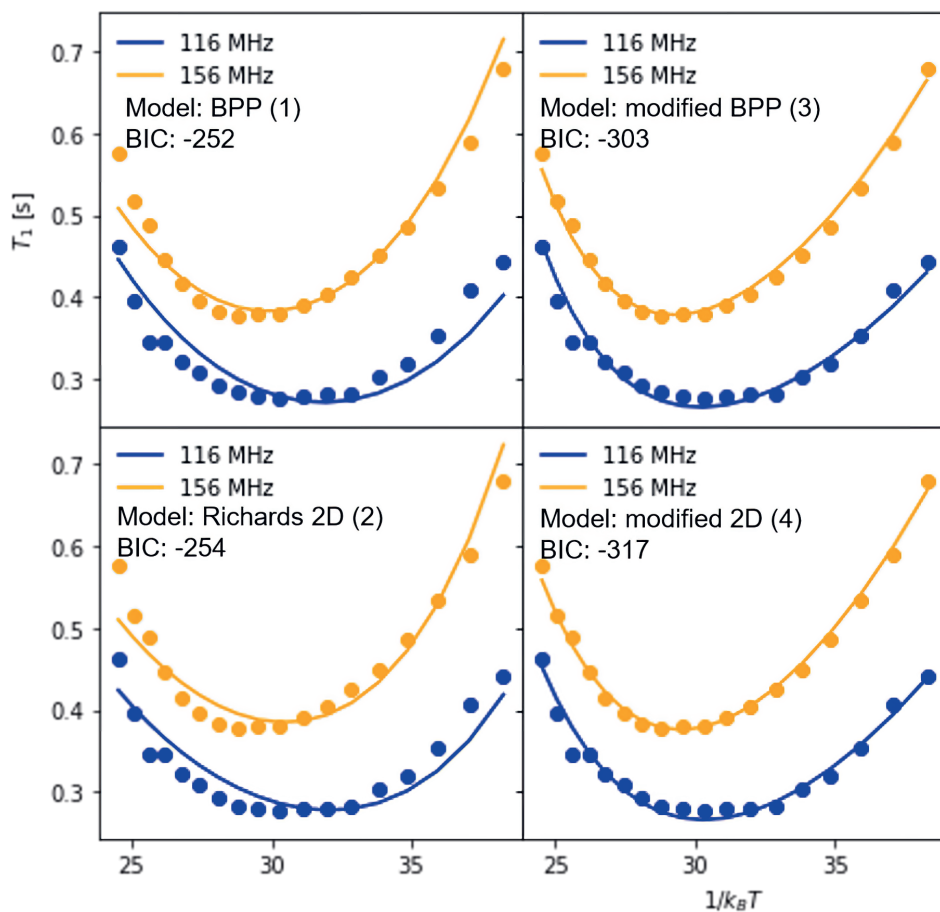 116 MHz
156 MHz
Model: BPP (1)
BIC: -252
116 MHz
156 MHz
Model: modified BPP (3)
BIC: -303
0.7
0.6
0.5
0.4
0.3
T₁ [s]
116 MHz
156 MHz
Model: Richards 2D (2)
BIC: -254
116 MHz
156 MHz
Model: modified 2D (4)
BIC: -317
0.7
0.6
0.5
0.4
0.3
25 30 35
25 30 35
1/k_BT